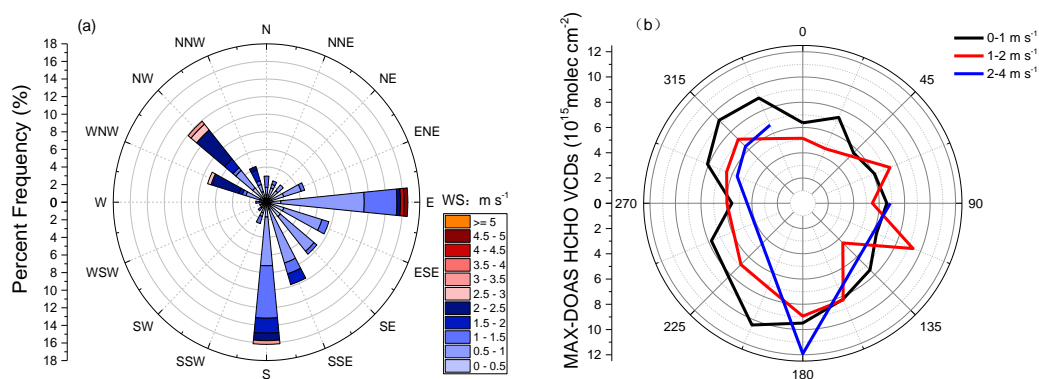 (a)
Percent Frequency (%)
18
16
14
12
10
8
6
4
2
0
2
4
6
8
10
12
14
16
18
N
NNE
NE
ENE
E
ESE
SE
SSE
S
SSW
SW
WSW
W
WNW
NW
NNW
WS: m s⁻¹
>= 5
4.5 - 5
4 - 4.5
3.5 - 4
3 - 3.5
2.5 - 3
2 - 2.5
1.5 - 2
1 - 1.5
0.5 - 1
0 - 0.5
(b)
MAX-DOAS HCHO VCDs (10¹⁵molec cm⁻²)
12
10
8
6
4
2
0
2
4
6
8
10
12
0
45
90
135
180
225
270
315
0-1 m s⁻¹
1-2 m s⁻¹
2-4 m s⁻¹